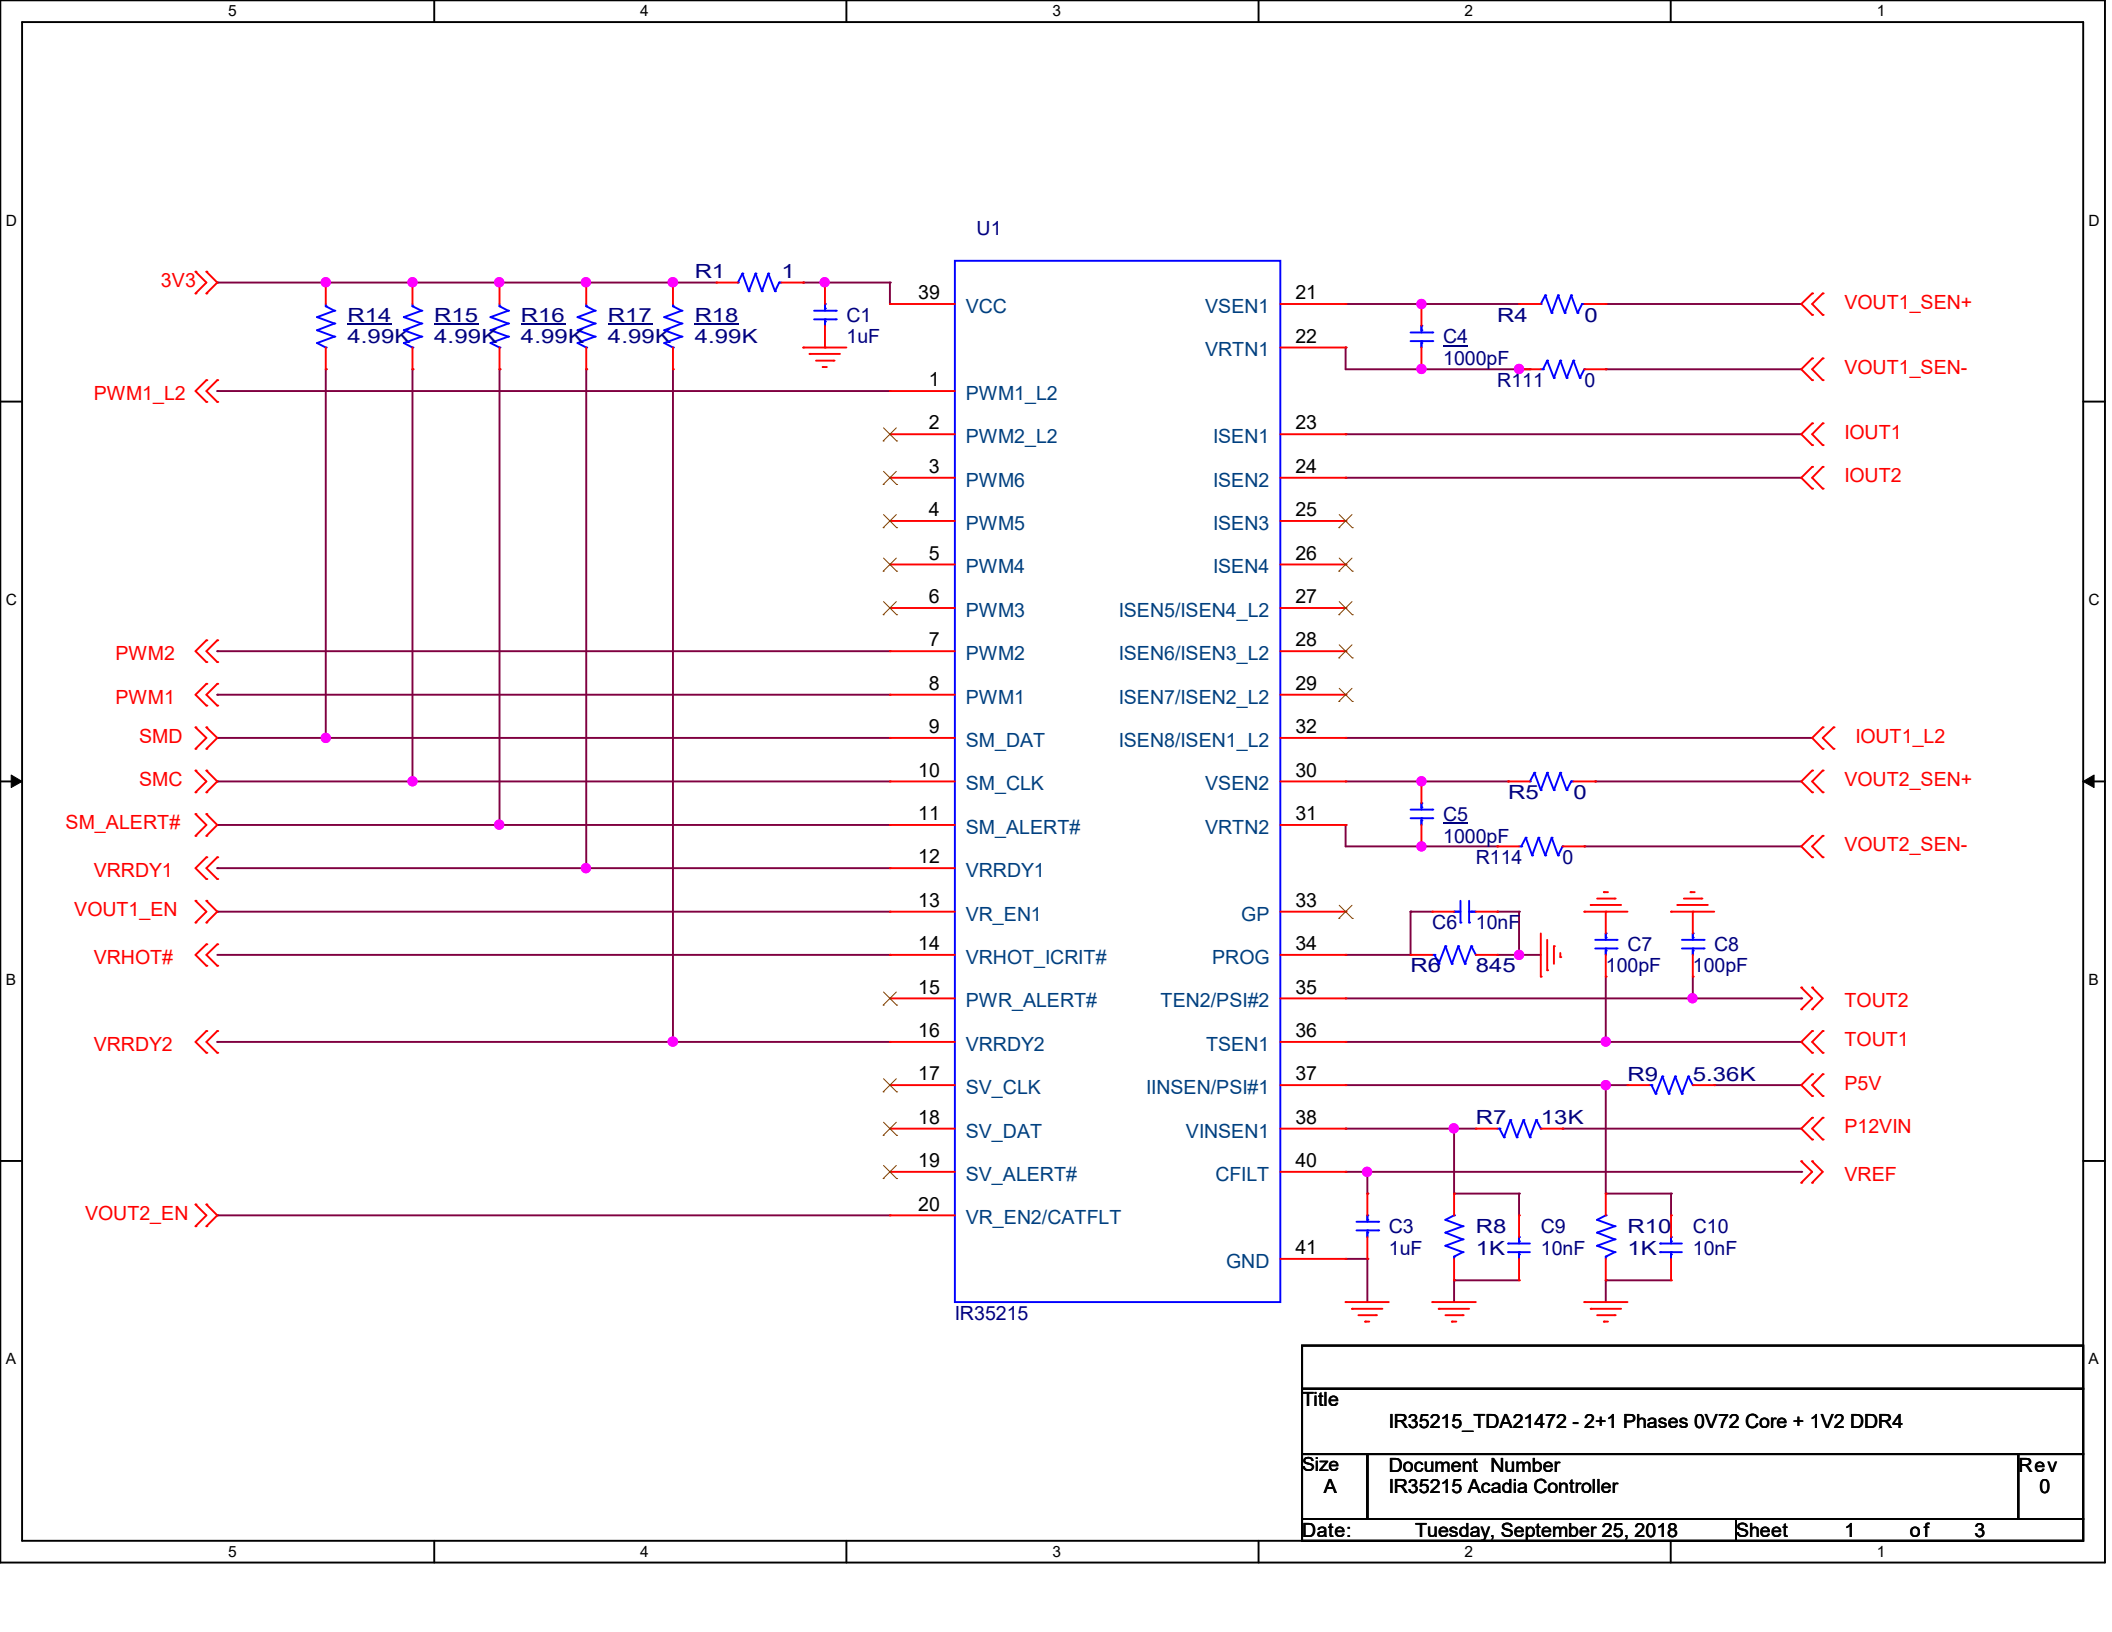 5 4 3 2 1
D D
U1
3V3 R1 1
39 VCC VSEN1 21 VOUT1_SEN+
R14 R15 R16 R17 R18 C1 R4 0
4.99K 4.99K 4.99K 4.99K 4.99K 1uF
VRTN1 22 C4
1000pF
VOUT1_SEN-
R111 0
PWM1_L2 1 PWM1_L2
2 PWM2_L2 ISEN1 23 IOUT1
3 PWM6 ISEN2 24 IOUT2
4 PWM5 ISEN3 25
5 PWM4 ISEN4 26
C C
6 PWM3 ISEN5/ISEN4_L2 27
PWM2 7 PWM2 ISEN6/ISEN3_L2 28
PWM1 8 PWM1 ISEN7/ISEN2_L2 29
SMD 9 SM_DAT ISEN8/ISEN1_L2 32 IOUT1_L2
SMC 10 SM_CLK VSEN2 30 VOUT2_SEN+
R5 0
SM_ALERT# 11 SM_ALERT# VRTN2 31 C5
1000pF
VOUT2_SEN-
R114 0
VRRDY1 12 VRRDY1
VOUT1_EN 13 VR_EN1 GP 33
C6 10nF
VRHOT# 14 VRHOT_ICRIT# PROG 34 R6 845 C7 C8
100pF 100pF
B B
15 PWR_ALERT# TEN2/PSI#2 35 TOUT2
VRRDY2 16 VRRDY2 TSEN1 36 TOUT1
17 SV_CLK IINSEN/PSI#1 37 R9 5.36K P5V
18 SV_DAT VINSEN1 38 R7 13K P12VIN
19 SV_ALERT# CFILT 40 VREF
VOUT2_EN 20 VR_EN2/CATFLT
C3 R8 C9 R10 C10
1uF 1K 10nF 1K 10nF
GND 41
IR35215
A A
Title
IR35215_TDA21472 - 2+1 Phases 0V72 Core + 1V2 DDR4
Size Document Number Rev
A IR35215 Acadia Controller 0
Date: Tuesday, September 25, 2018 Sheet 1 of 3
5 4 3 2 1